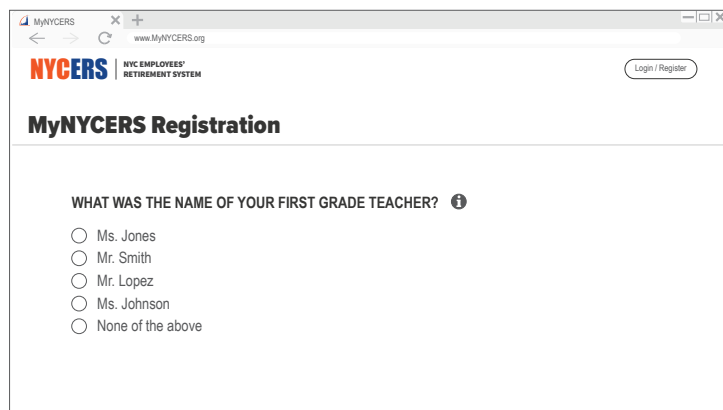 MyNYCERS
www.MyNYCERS.org
NYCERS
NYC EMPLOYEES'
RETIREMENT SYSTEM
Login / Register
MyNYCERS Registration
WHAT WAS THE NAME OF YOUR FIRST GRADE TEACHER?
Ms. Jones
Mr. Smith
Mr. Lopez
Ms. Johnson
None of the above